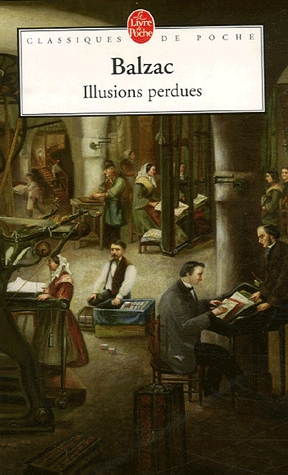 Le Livre de Poche
CLASSIQUES DE POCHE
Balzac
Illusions perdues